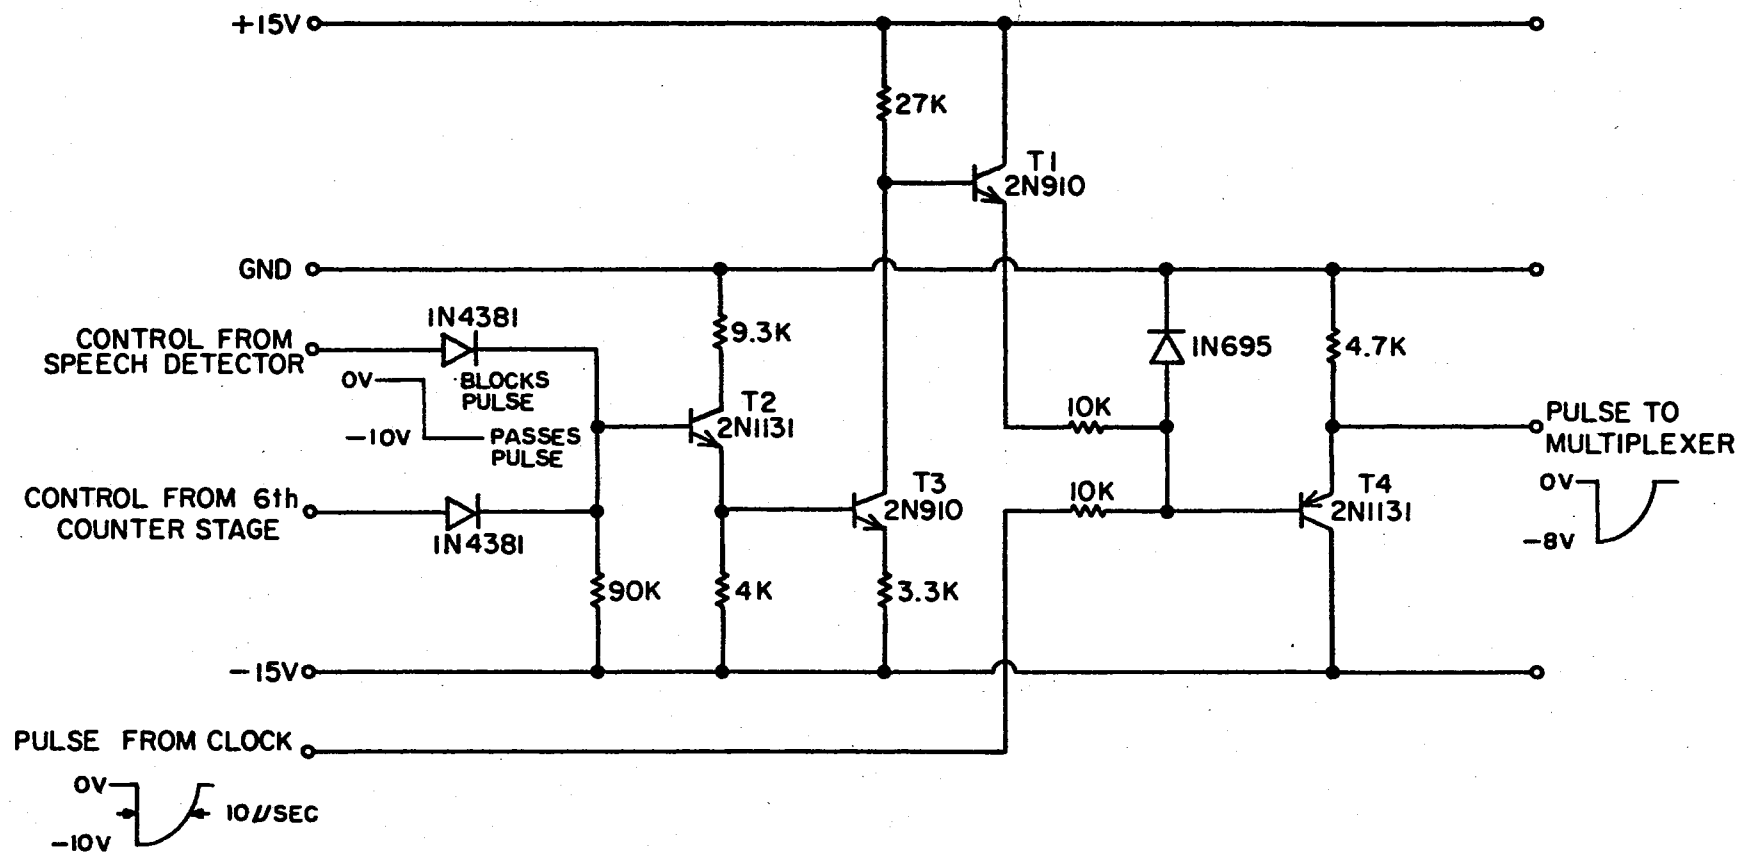 +15V
27K
T1
2N910
GND
1N4381
9.3K
CONTROL FROM
SPEECH DETECTOR
1N695
4.7K
0V
BLOCKS
PULSE
-10V
PASSES
PULSE
T2
2N1131
10K
PULSE TO
MULTIPLEXER
CONTROL FROM 6th
COUNTER STAGE
1N4381
T3
2N910
10K
T4
2N1131
0V
-8V
90K
4K
3.3K
-15V
PULSE FROM CLOCK
0V
10μSEC
-10V